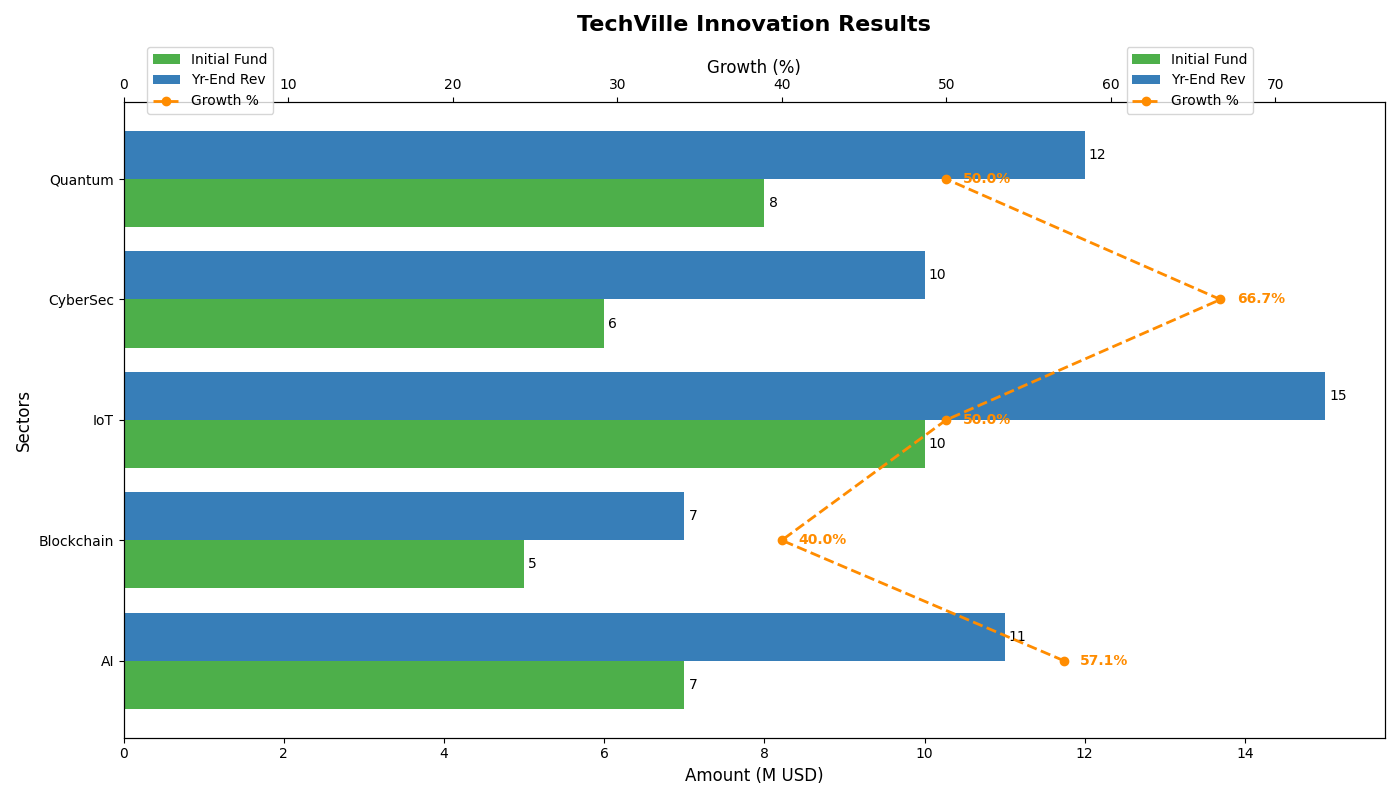 TechVille Innovation Results
Initial Fund
Yr-End Rev
Growth %
Growth (%)
Initial Fund
Yr-End Rev
Growth %
0 10 20 30 40 50 60 70
Quantum
12
50.0%
8
CyberSec
10
66.7%
6
IoT
15
50.0%
10
Blockchain
7
40.0%
5
AI
11
57.1%
7
Sectors
0 2 4 6 8 10 12 14
Amount (M USD)